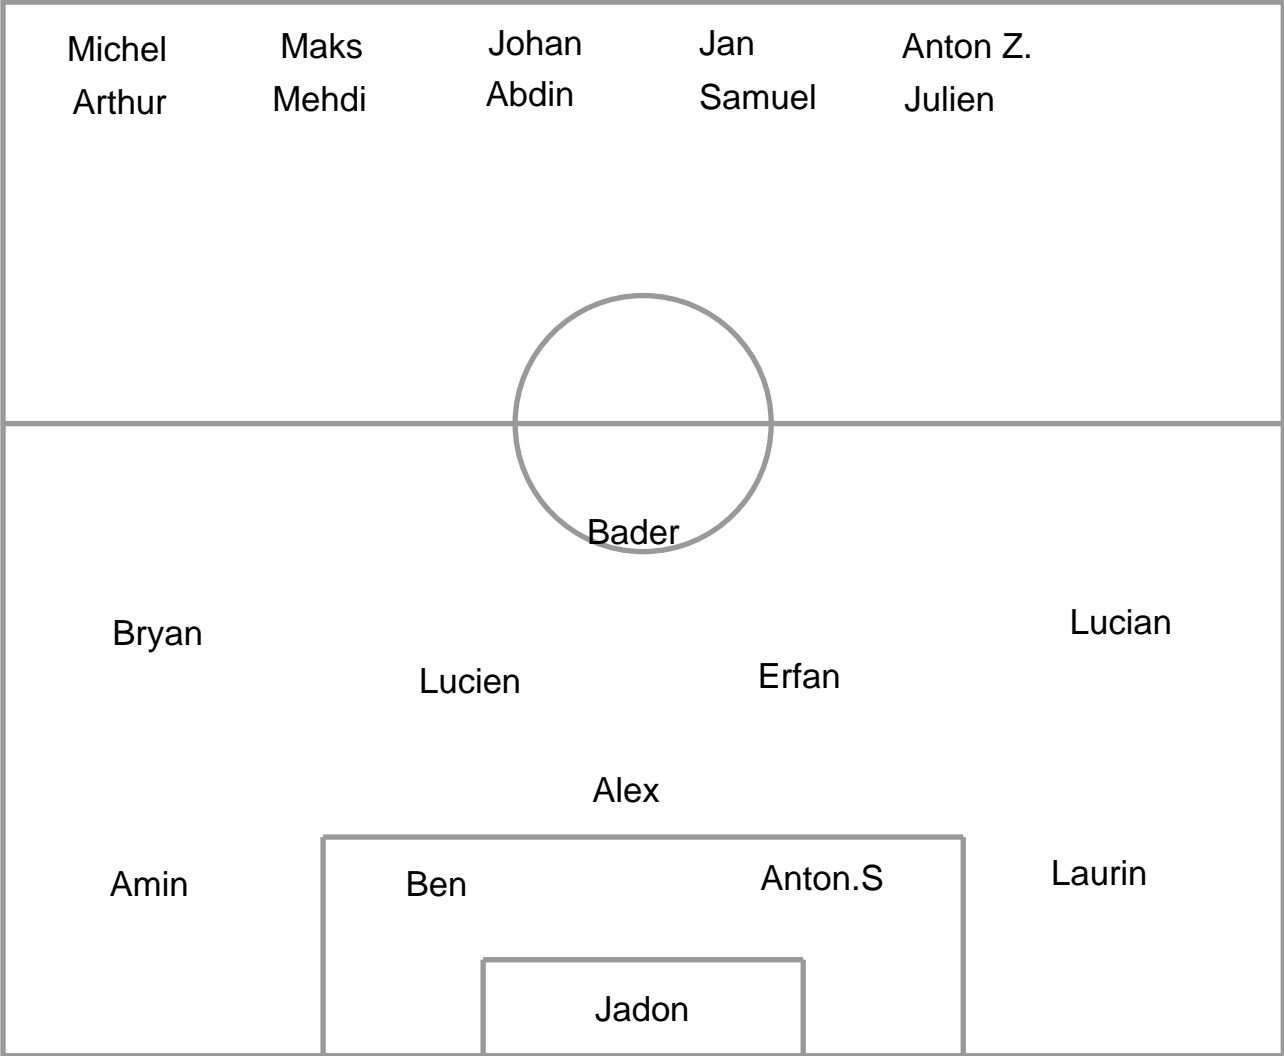 Michel Maks Johan Jan Anton Z.
Arthur Mehdi Abdin Samuel Julien
Bader
Bryan Lucian
Lucien Erfan
Alex
Amin Ben Anton.S Laurin
Jadon